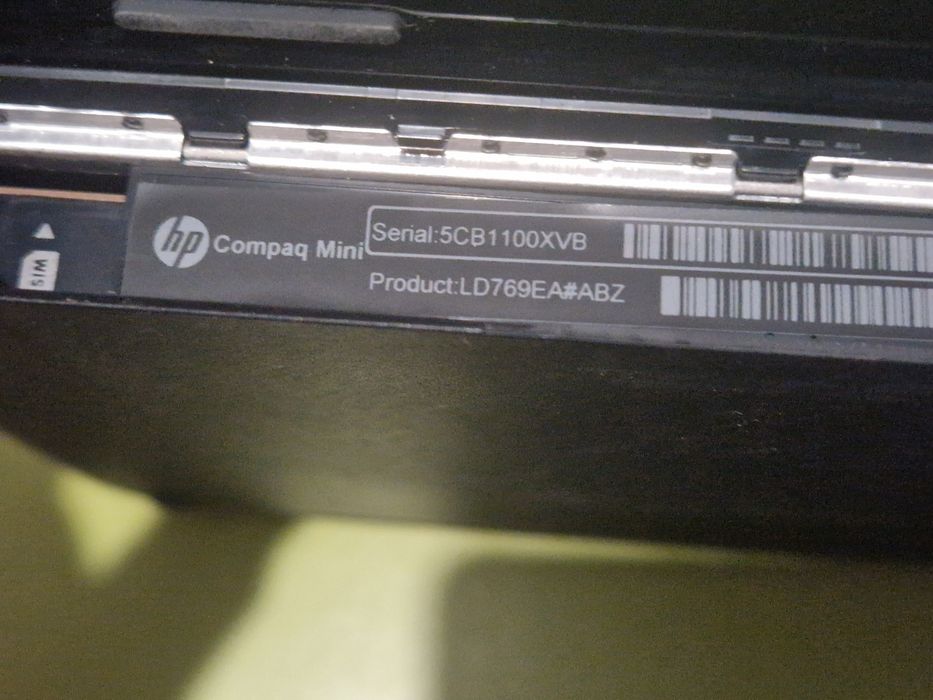 hp Compaq Mini
Serial:5CB1100XVB
Product:LD769EA#ABZ
SIM